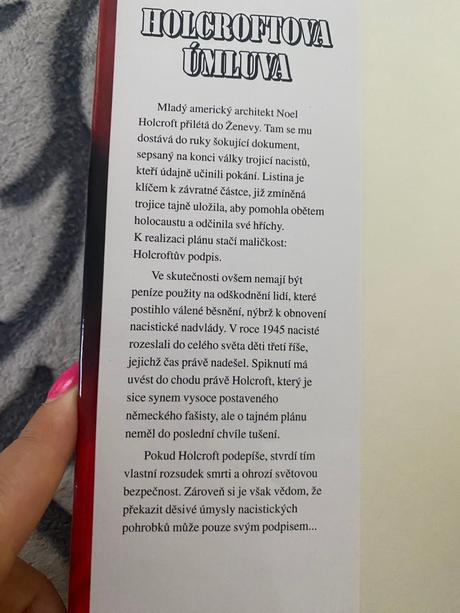 HOLCROFTOVA
ÚMLUVA
Mladý americký architekt Noel
Holcroft přilétá do Ženevy. Tam se mu
dostává do ruky šokující dokument,
sepsaný na konci války trojicí nacistů,
kteří údajně učinili pokání. Listina je
klíčem k závratné částce, již zmíněná
trojice tajně uložila, aby pomohla obětem
holocaustu a odčinila své hříchy.
K realizaci plánu stačí maličkost:
Holcroftův podpis.
Ve skutečnosti ovšem nemají být
peníze použity na odškodnění lidí, které
postihlo válené běsnění, nýbrž k obnovení
nacistické nadvlády. V roce 1945 nacisté
rozeslali do celého světa děti třetí říše,
jejichž čas právě nadešel. Spiknutí má
uvést do chodu právě Holcroft, který je
sice synem vysoce postaveného
německého fašisty, ale o tajném plánu
neměl do poslední chvíle tušení.
Pokud Holcroft podepíše, stvrdí tím
vlastní rozsudek smrti a ohrozí světovou
bezpečnost. Zároveň si je však vědom, že
překazit děsivé úmysly nacistických
pohrobků může pouze svým podpisem...